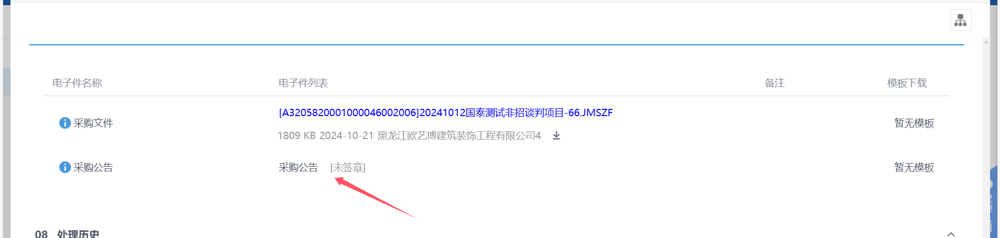 电子件名称 电子件列表 备注 模板下载
[A3205820001000046002006]20241012国泰测试非招谈判项目-66.JMSZF
采购文件 暂无模板
1809 KB 2024-10-21 黑龙江欧艺博建筑装饰工程有限公司4
采购公告 采购公告 [未签章] 暂无模板
08 处理历史